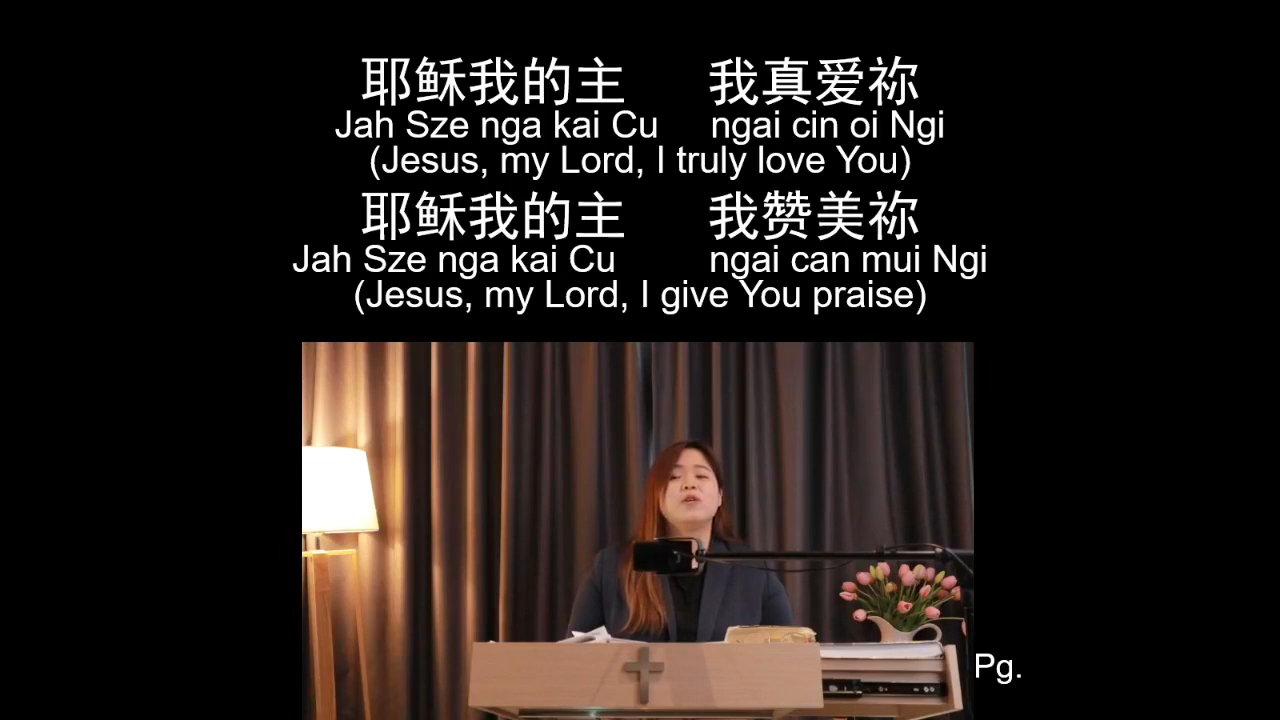 耶稣我的主 我真爱祢
Jah Sze nga kai Cu ngai cin oi Ngi
(Jesus, my Lord, I truly love You)
耶稣我的主 我赞美祢
Jah Sze nga kai Cu ngai can mui Ngi
(Jesus, my Lord, I give You praise)
Pg.